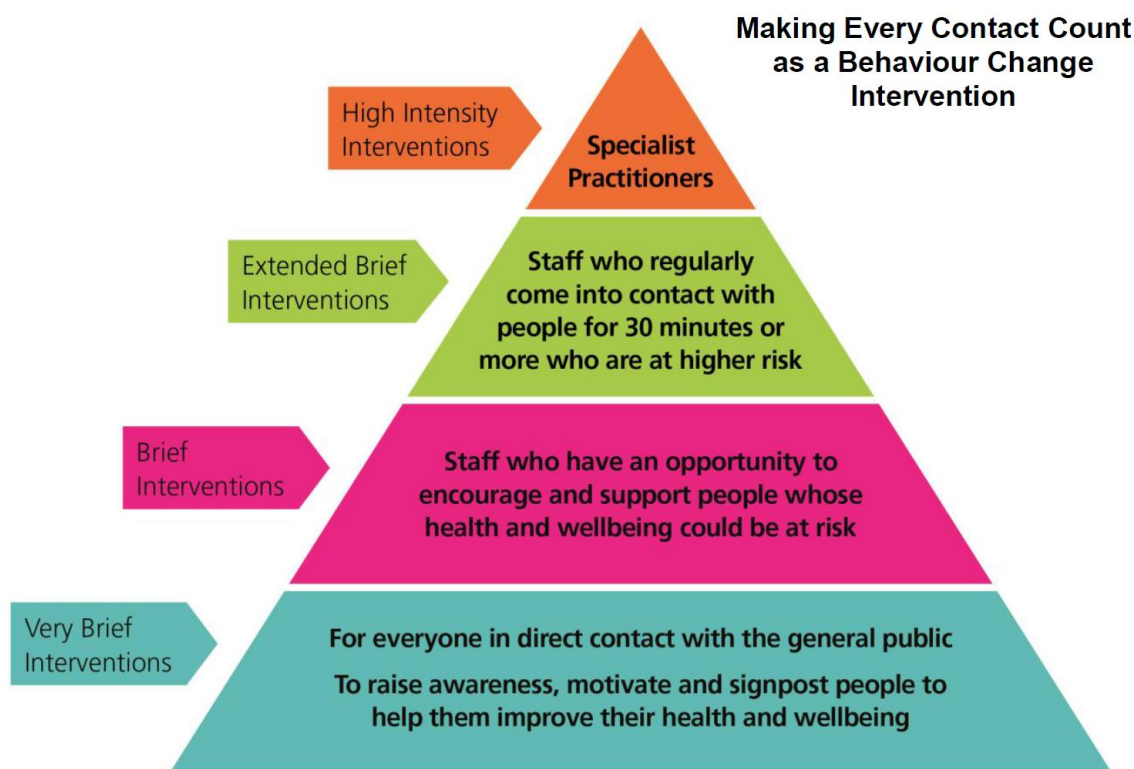 Making Every Contact Count
as a Behaviour Change
Intervention
High Intensity
Interventions
Specialist
Practitioners
Extended Brief
Interventions
Staff who regularly
come into contact with
people for 30 minutes or
more who are at higher risk
Brief
Interventions
Staff who have an opportunity to
encourage and support people whose
health and wellbeing could be at risk
Very Brief
Interventions
For everyone in direct contact with the general public
To raise awareness, motivate and signpost people to
help them improve their health and wellbeing